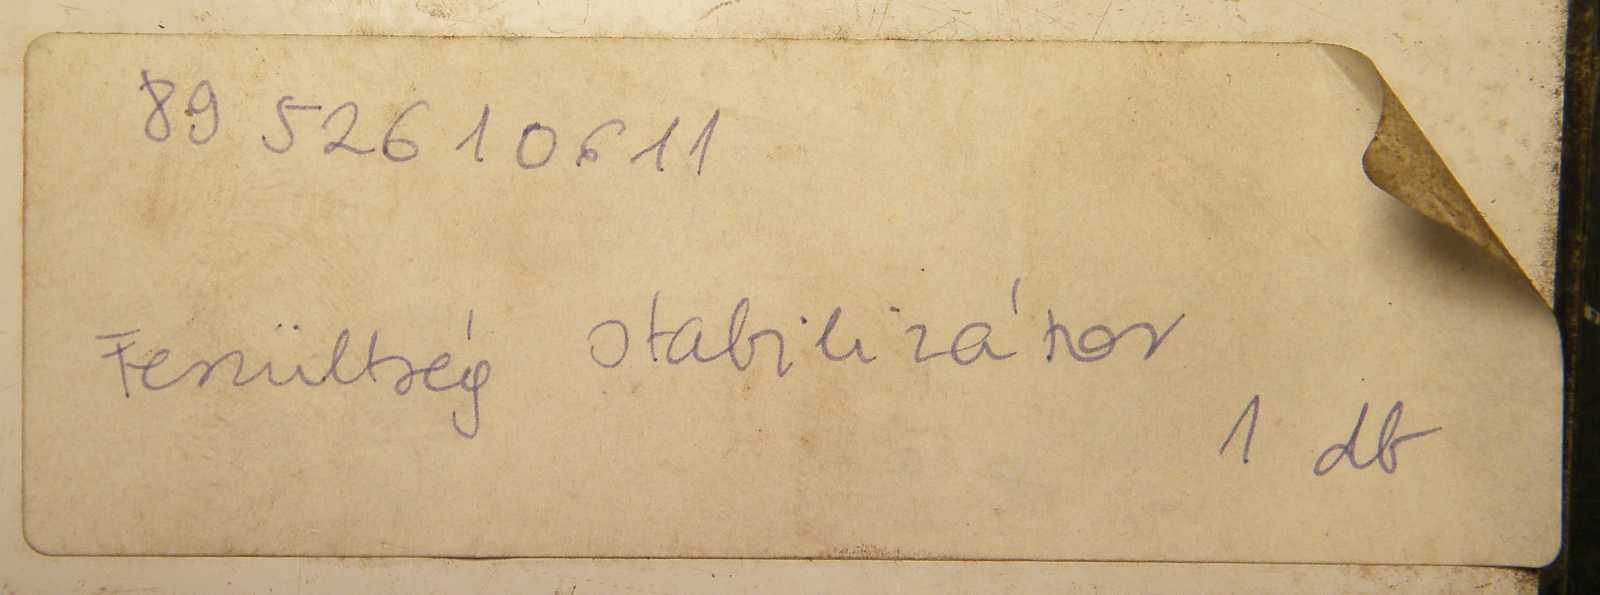 89 52610611
Feszültség stabilizátor
1 db